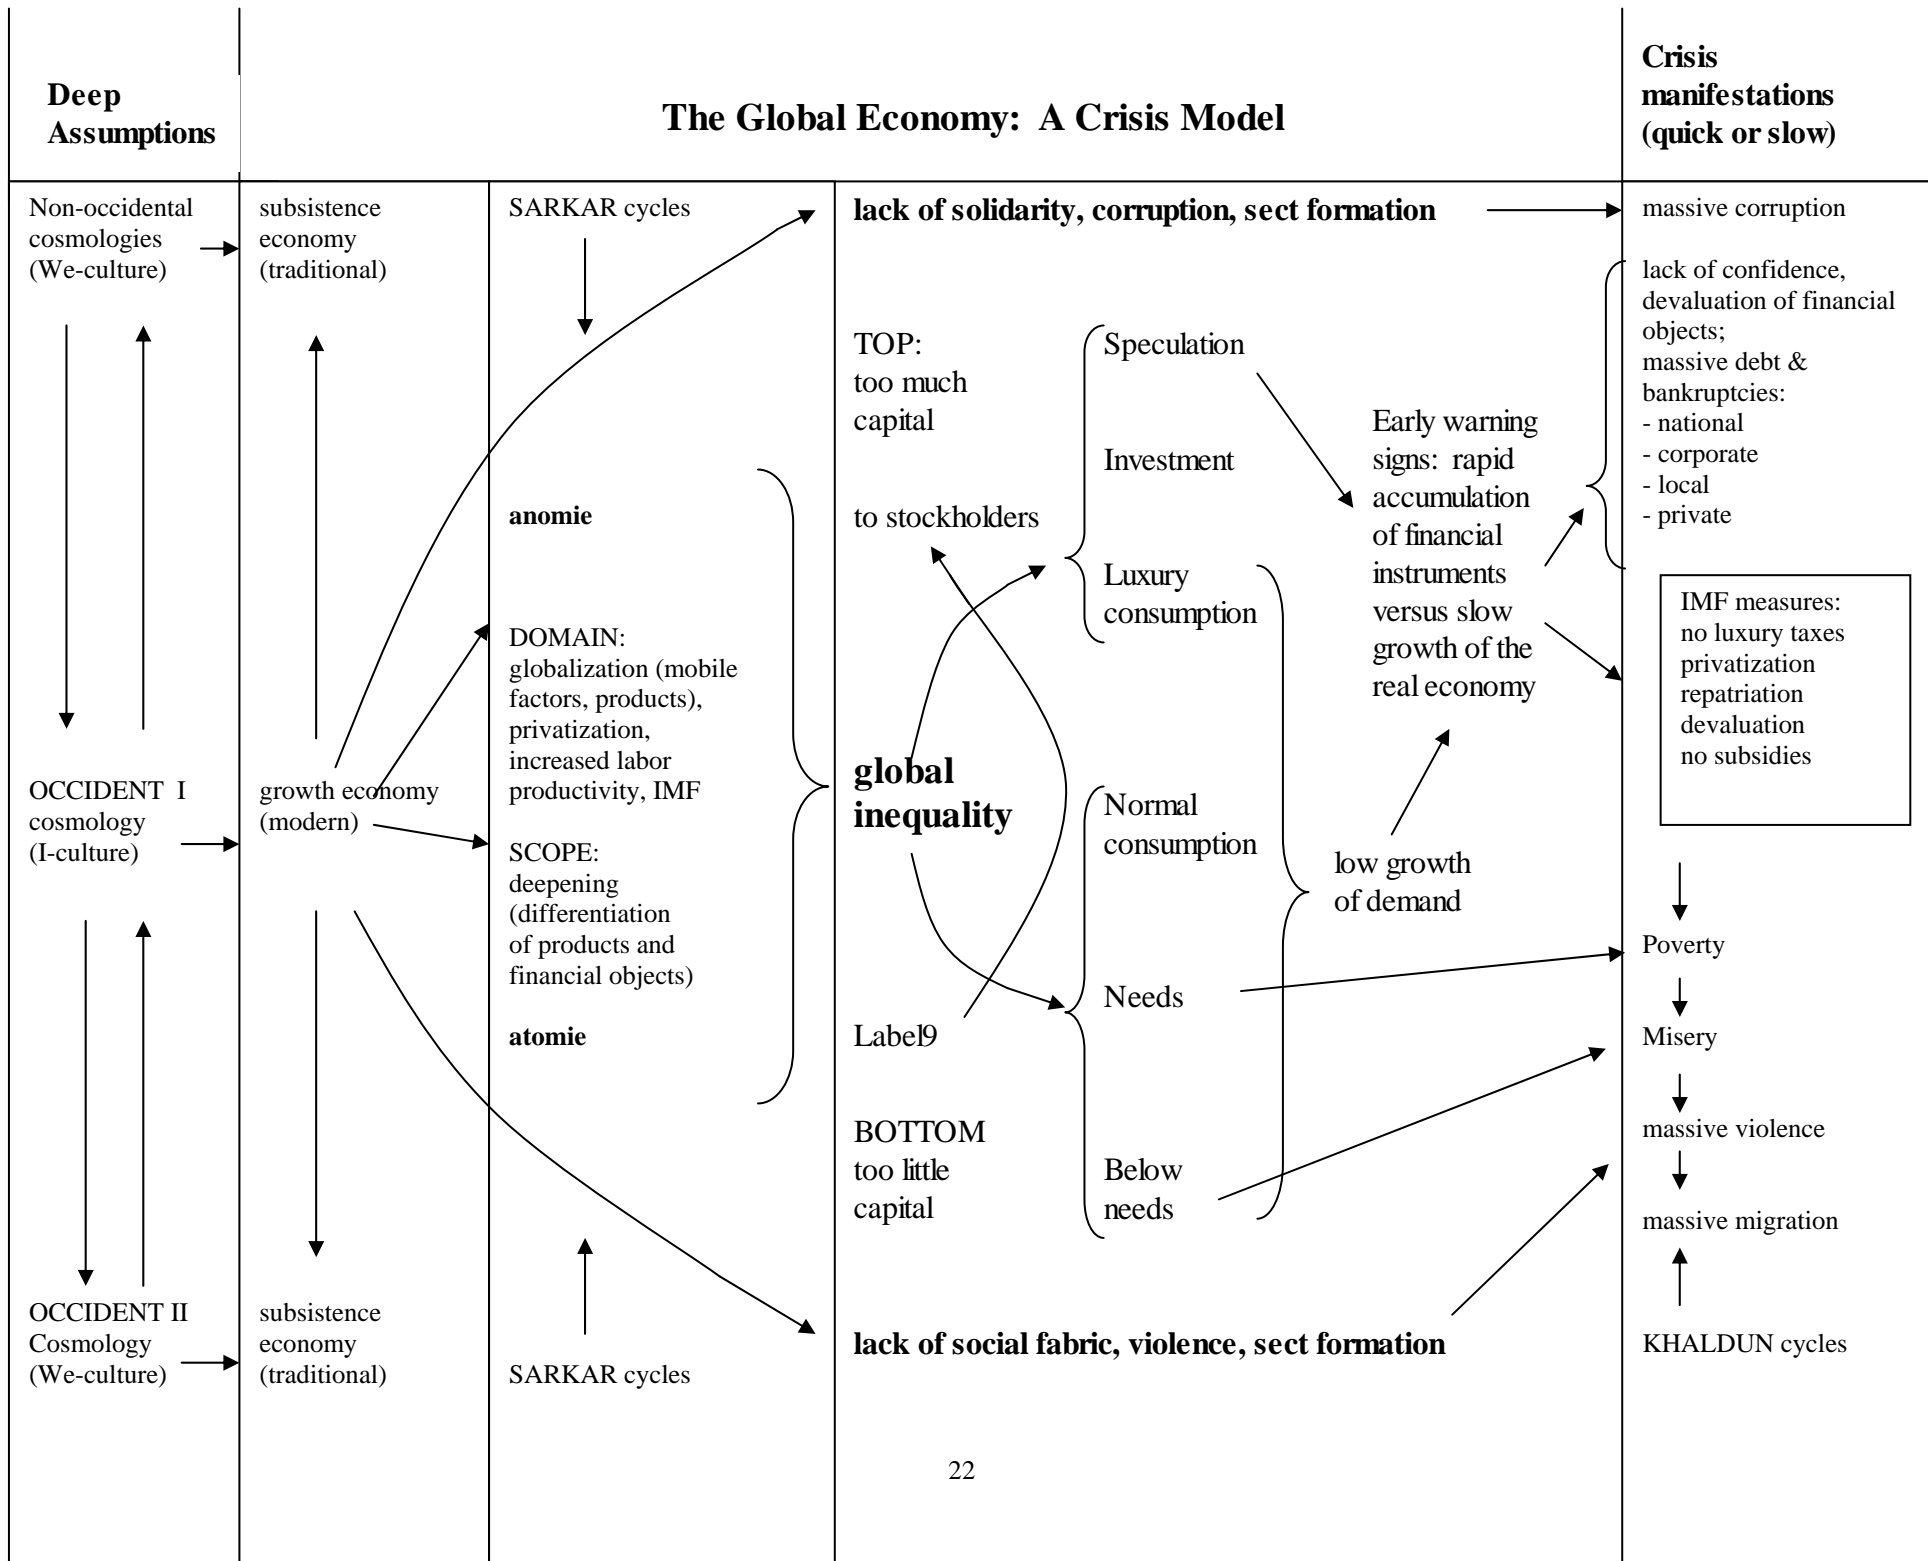 Deep
Assumptions
The Global Economy: A Crisis Model
Crisis
manifestations
(quick or slow)
Non-occidental
cosmologies
(We-culture)
OCCIDENT I
cosmology
(I-culture)
OCCIDENT II
Cosmology
(We-culture)
subsistence
economy
(traditional)
growth economy
(modern)
subsistence
economy
(traditional)
SARKAR cycles
anomie
DOMAIN:
globalization (mobile
factors, products),
privatization,
increased labor
productivity, IMF
SCOPE:
deepening
(differentiation
of products and
financial objects)
atomie
SARKAR cycles
lack of solidarity, corruption, sect formation
TOP:
too much
capital
to stockholders
global
inequality
Label9
BOTTOM
too little
capital
lack of social fabric, violence, sect formation
Speculation
Investment
Luxury
consumption
Normal
consumption
Needs
Below
needs
Early warning
signs: rapid
accumulation
of financial
instruments
versus slow
growth of the
real economy
low growth
of demand
massive corruption
lack of confidence,
devaluation of financial
objects;
massive debt &
bankruptcies:
- national
- corporate
- local
- private
IMF measures:
no luxury taxes
privatization
repatriation
devaluation
no subsidies
Poverty
Misery
massive violence
massive migration
KHALDUN cycles
22